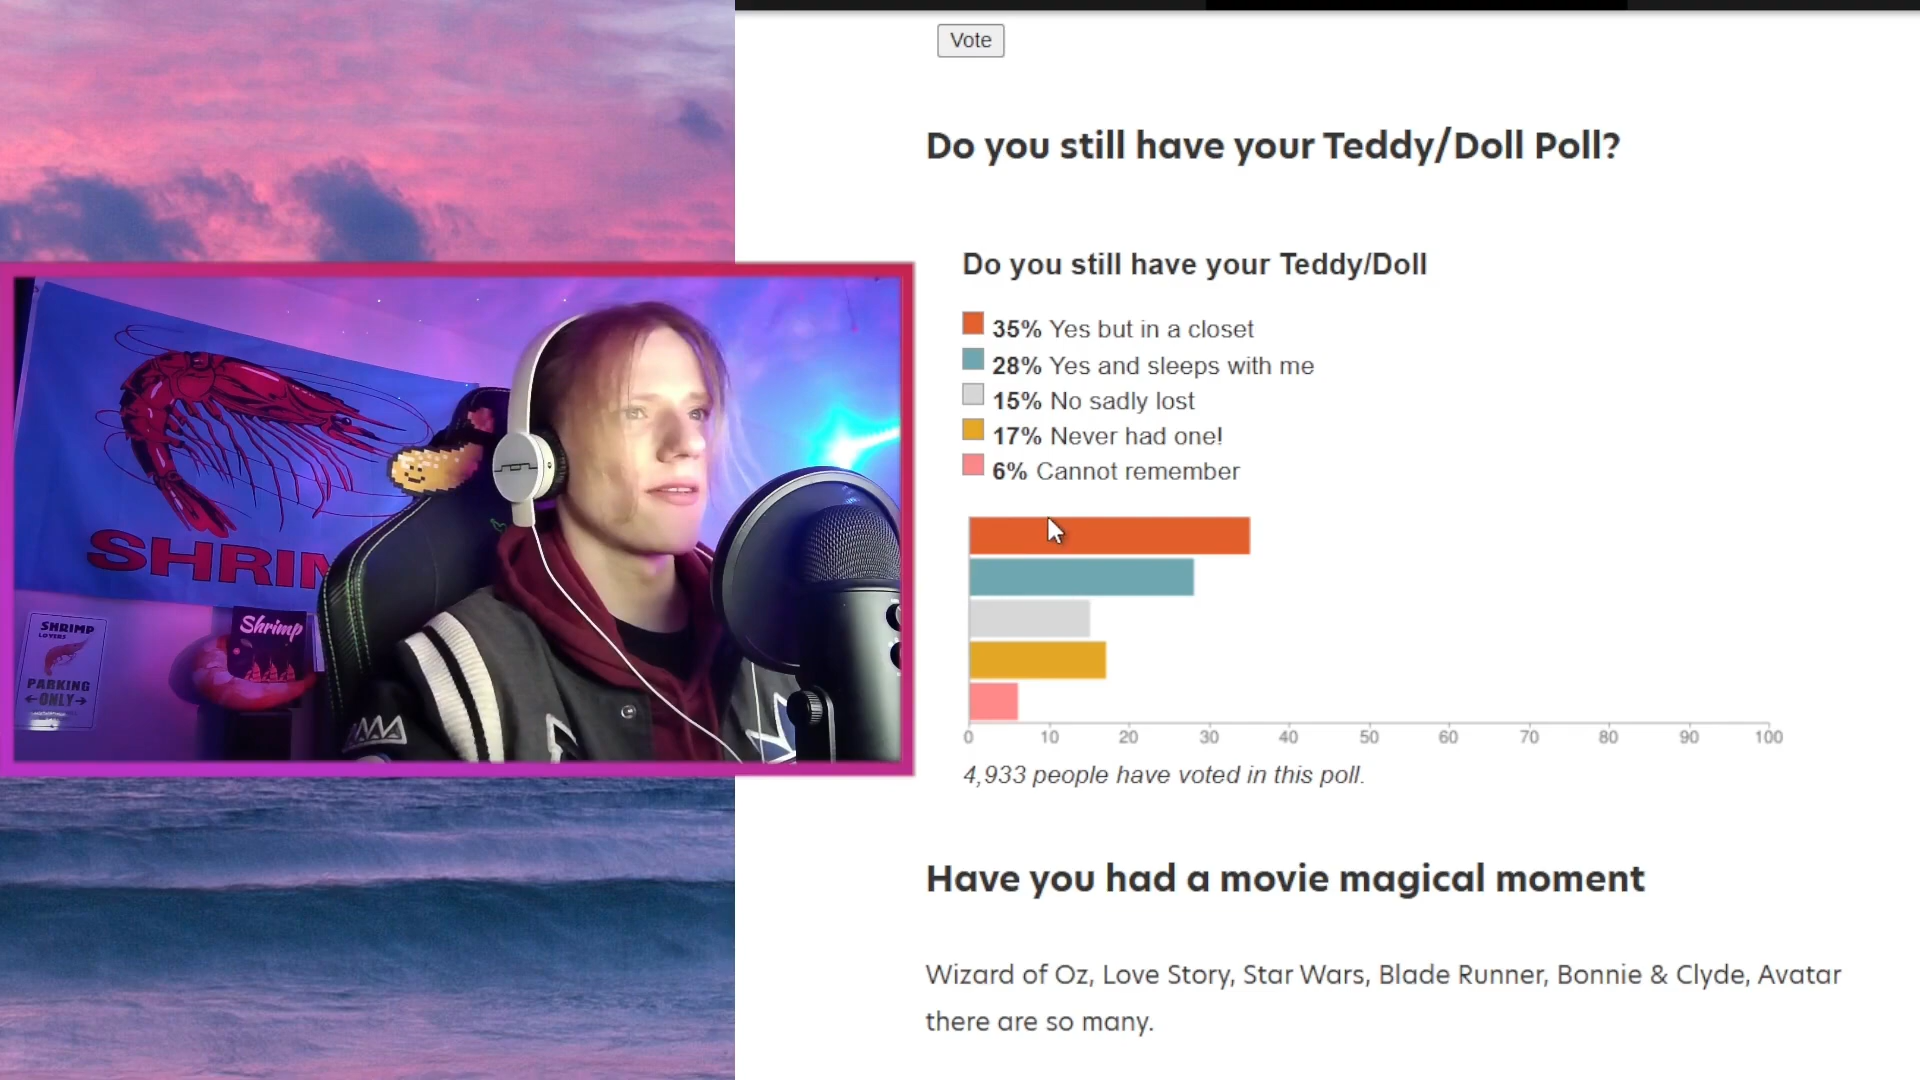 Vote
Do you still have your Teddy/Doll Poll?
Do you still have your Teddy/Doll
35% Yes but in a closet
28% Yes and sleeps with me
15% No sadly lost
17% Never had one!
6% Cannot remember
0 10 20 30 40 50 60 70 80 90 100
4,933 people have voted in this poll.
Have you had a movie magical moment
Wizard of Oz, Love Story, Star Wars, Blade Runner, Bonnie & Clyde, Avatar
there are so many.
SHRIM
SHRIMP
LOVERS
PARKING
←ONLY→
Shrimp